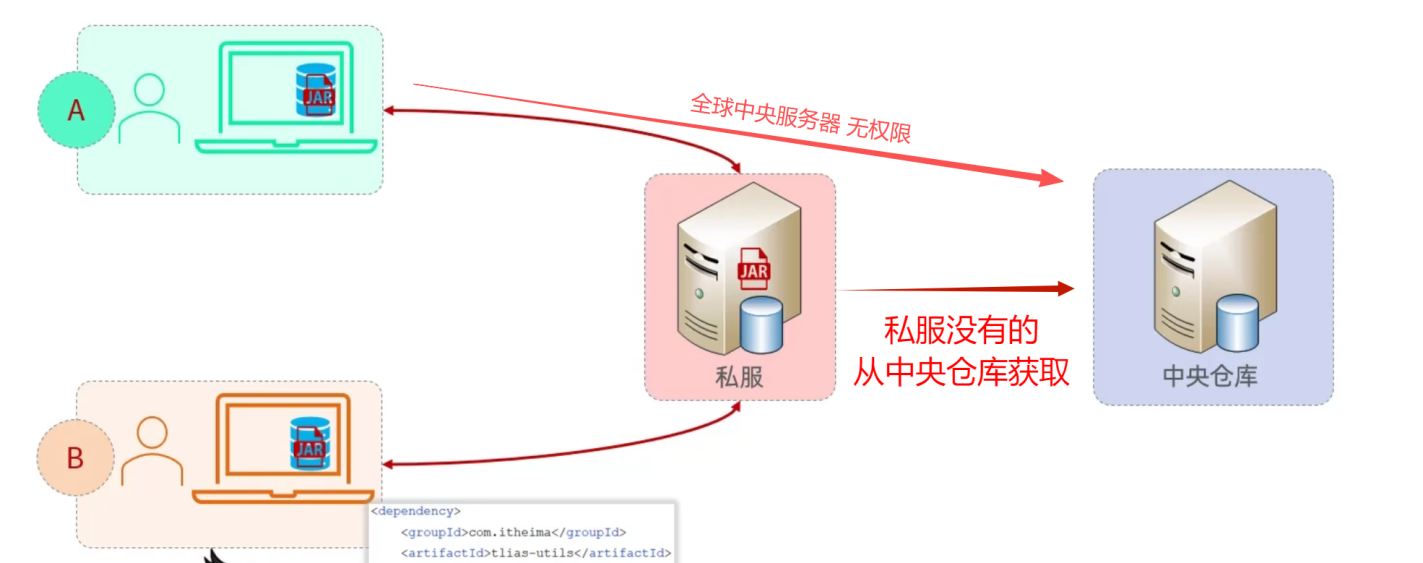 A
JAR
全球中央服务器 无权限
JAR
私服
私服没有的
从中央仓库获取
中央仓库
B
JAR
<dependency>
<groupId>com.itheima</groupId>
<artifactId>tlias-utils</artifactId>